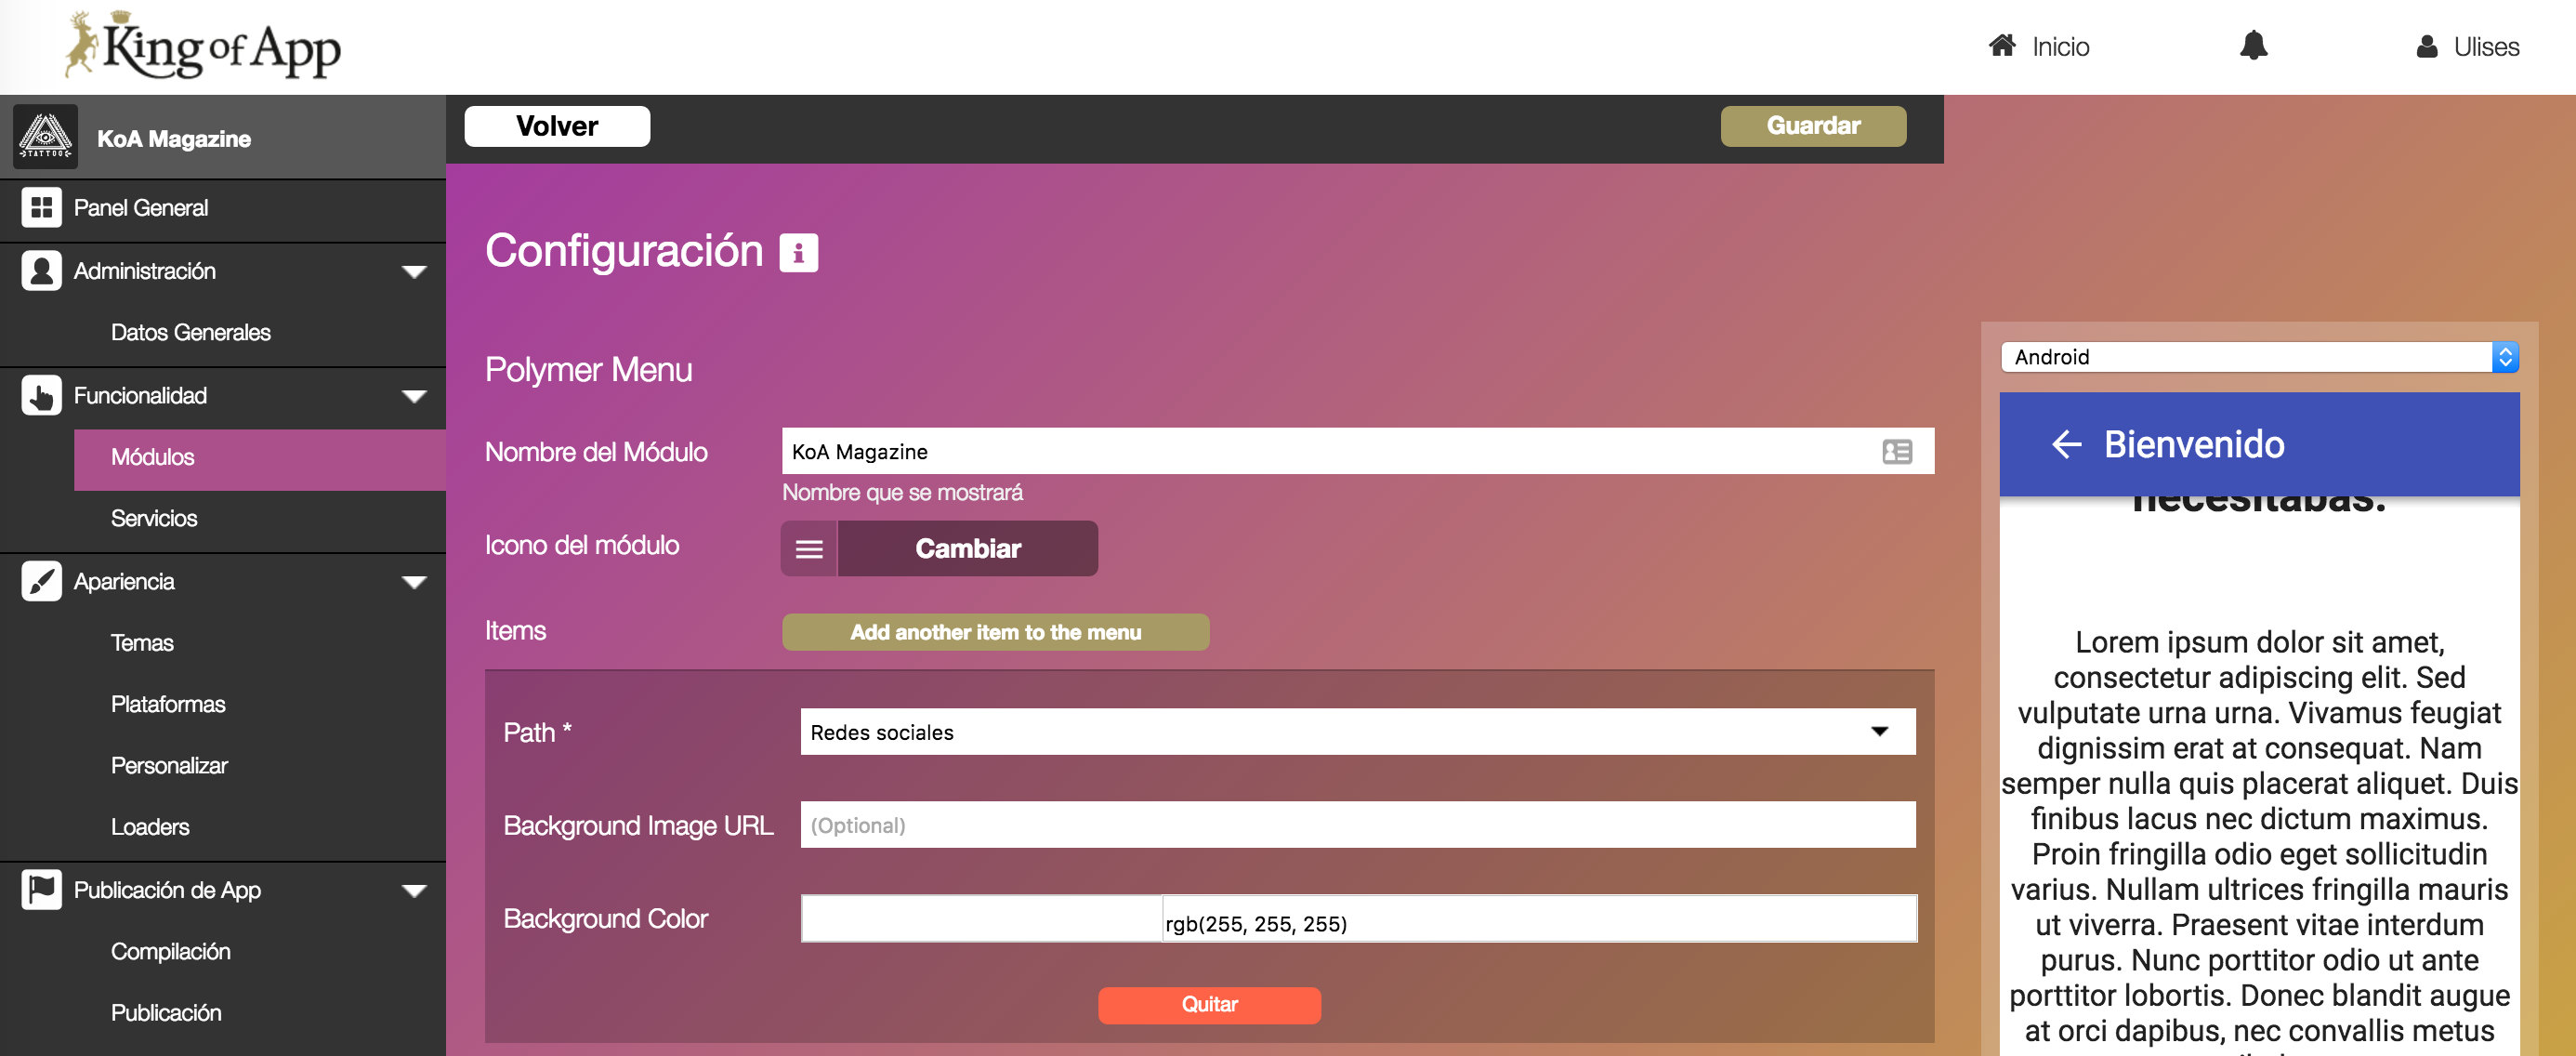 King of App
Inicio
Ulises
TATTOO
KoA Magazine
Volver
Guardar
Panel General
Administración
Datos Generales
Funcionalidad
Módulos
Servicios
Apariencia
Temas
Plataformas
Personalizar
Loaders
Publicación de App
Compilación
Publicación
Configuración
Polymer Menu
Nombre del Módulo
KoA Magazine
Nombre que se mostrará
Icono del módulo
Cambiar
Items
Add another item to the menu
Path *
Redes sociales
Background Image URL
(Optional)
Background Color
rgb(255, 255, 255)
Quitar
Android
Bienvenido
necesitabas.
Lorem ipsum dolor sit amet,
consectetur adipiscing elit. Sed
vulputate urna urna. Vivamus feugiat
dignissim erat at consequat. Nam
semper nulla quis placerat aliquet. Duis
finibus lacus nec dictum maximus.
Proin fringilla odio eget sollicitudin
varius. Nullam ultrices fringilla mauris
ut viverra. Praesent vitae interdum
purus. Nunc porttitor odio ut ante
porttitor lobortis. Donec blandit augue
at orci dapibus, nec convallis metus